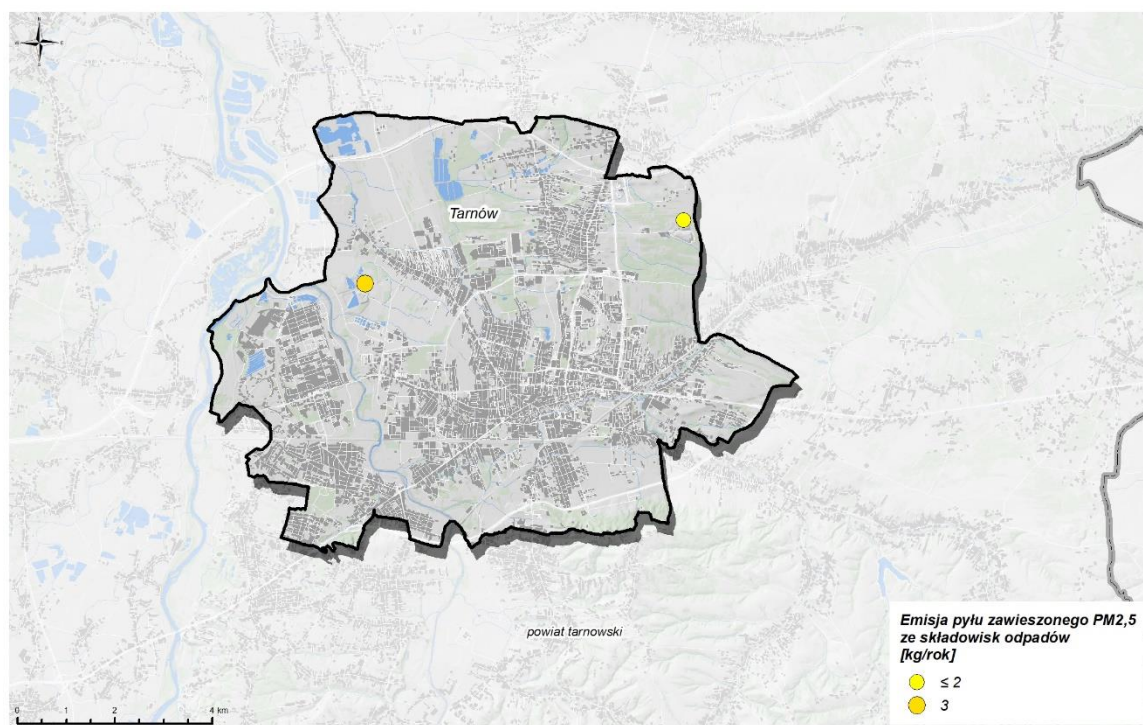 Tarnów
powiat tarnowski
Emisja pyłu zawieszonego PM2,5
ze składowisk odpadów
[kg/rok]
≤ 2
3
0 1 2 4 km